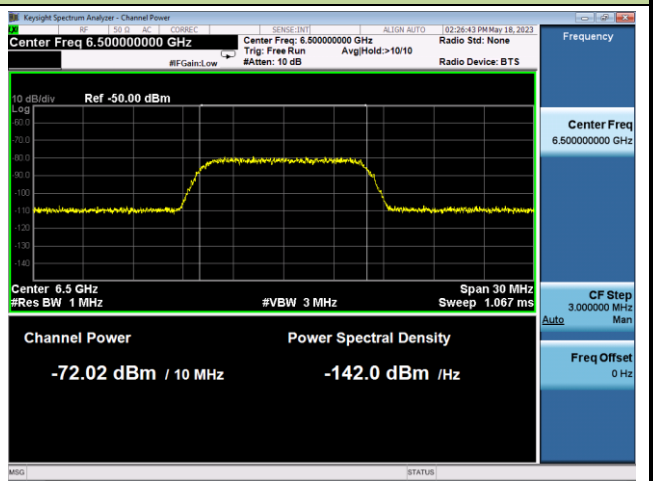 Keysight Spectrum Analyzer - Channel Power
RF 50 Ω AC CORREC SENSE:INT ALIGN AUTO 02:26:43 PM May 18, 2023
Center Freq 6.500000000 GHz
Center Freq: 6.500000000 GHz
Radio Std: None
Trig: Free Run Avg|Hold:>10/10
#IFGain:Low
#Atten: 10 dB
Radio Device: BTS
Frequency
10 dB/div Ref -50.00 dBm
Log
-60.0
-70.0
-80.0
-90.0
-100
-110
-120
-130
-140
Center 6.5 GHz
Span 30 MHz
#Res BW 1 MHz
#VBW 3 MHz
Sweep 1.067 ms
Channel Power
Power Spectral Density
-72.02 dBm / 10 MHz
-142.0 dBm /Hz
Center Freq
6.500000000 GHz
CF Step
3.000000 MHz
Auto Man
Freq Offset
0 Hz
MSG
STATUS